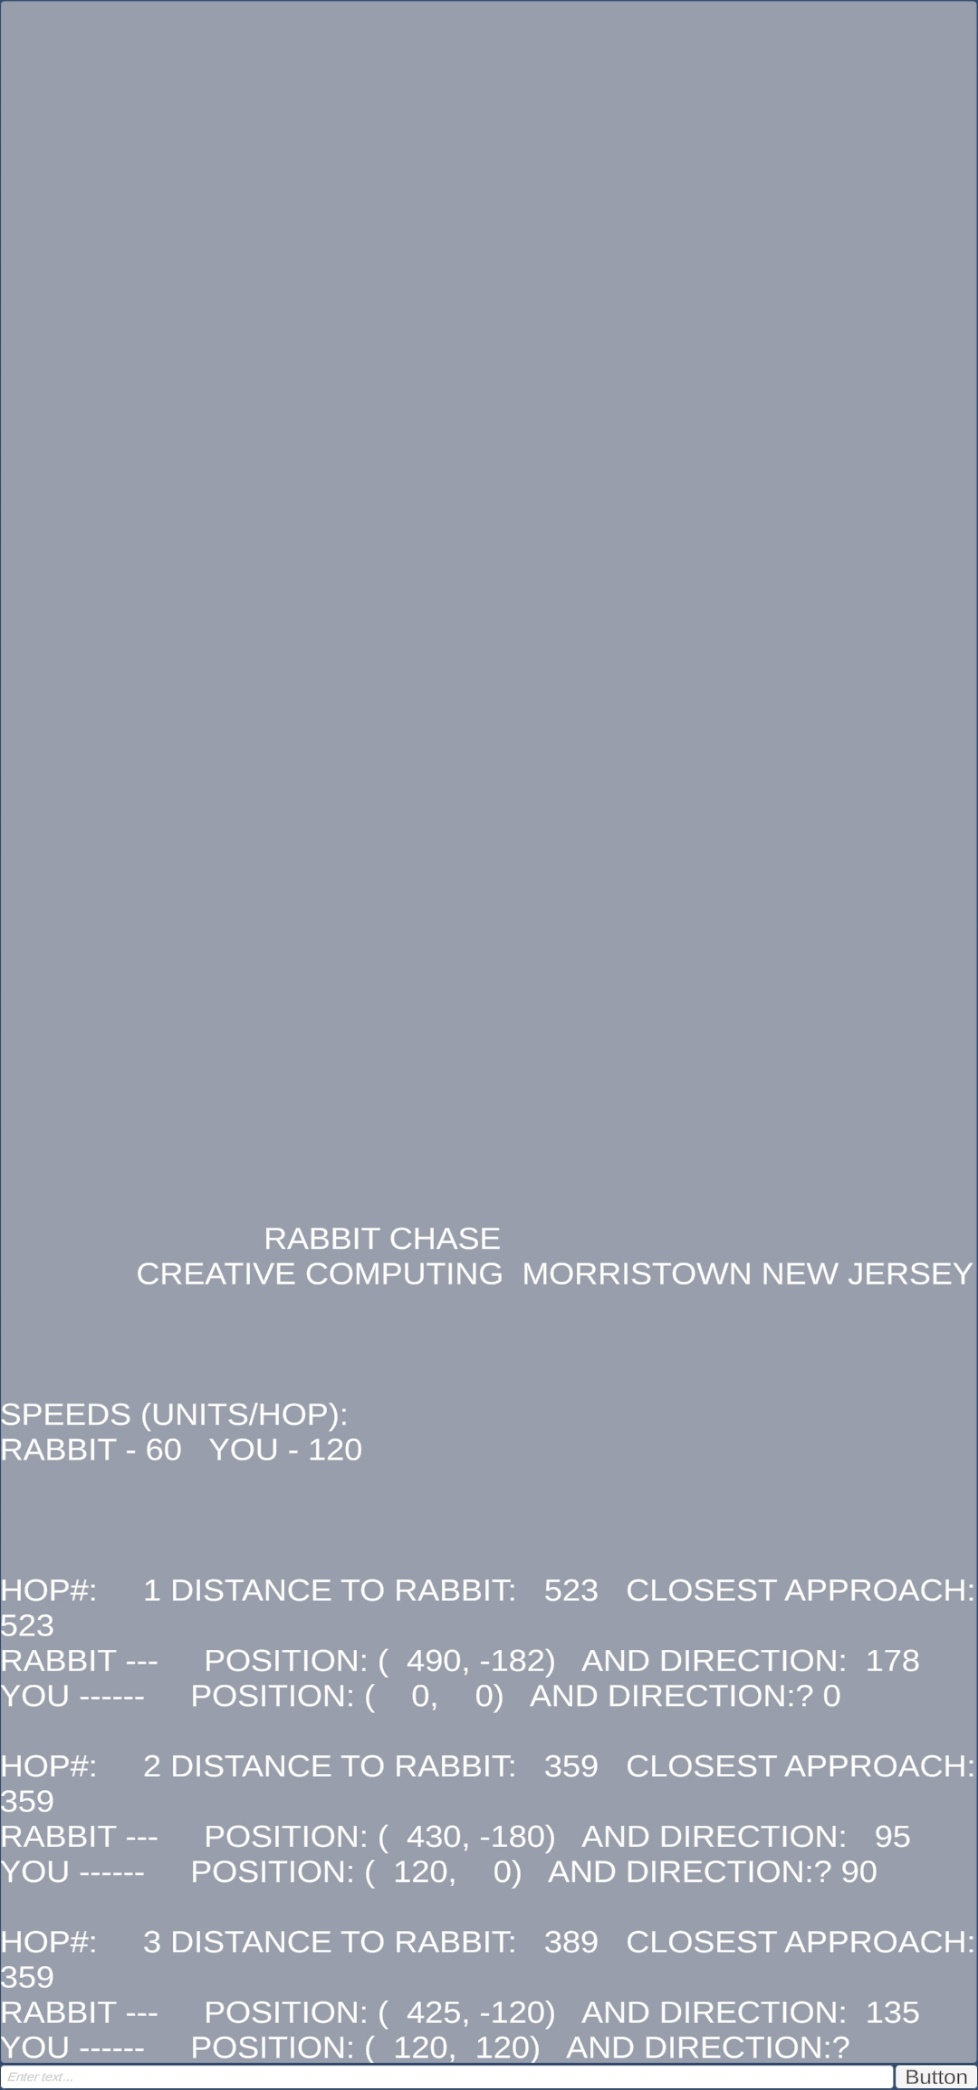 RABBIT CHASE
CREATIVE COMPUTING  MORRISTOWN NEW JERSEY
SPEEDS (UNITS/HOP):
RABBIT - 60   YOU - 120
HOP#:     1 DISTANCE TO RABBIT:   523   CLOSEST APPROACH:
523
RABBIT ---     POSITION: (  490, -182)   AND DIRECTION:  178
YOU ------     POSITION: (    0,    0)   AND DIRECTION:? 0
HOP#:     2 DISTANCE TO RABBIT:   359   CLOSEST APPROACH:
359
RABBIT ---     POSITION: (  430, -180)   AND DIRECTION:   95
YOU ------     POSITION: (  120,    0)   AND DIRECTION:? 90
HOP#:     3 DISTANCE TO RABBIT:   389   CLOSEST APPROACH:
359
RABBIT ---     POSITION: (  425, -120)   AND DIRECTION:  135
YOU ------     POSITION: (  120,  120)   AND DIRECTION:?
Enter text...
Button